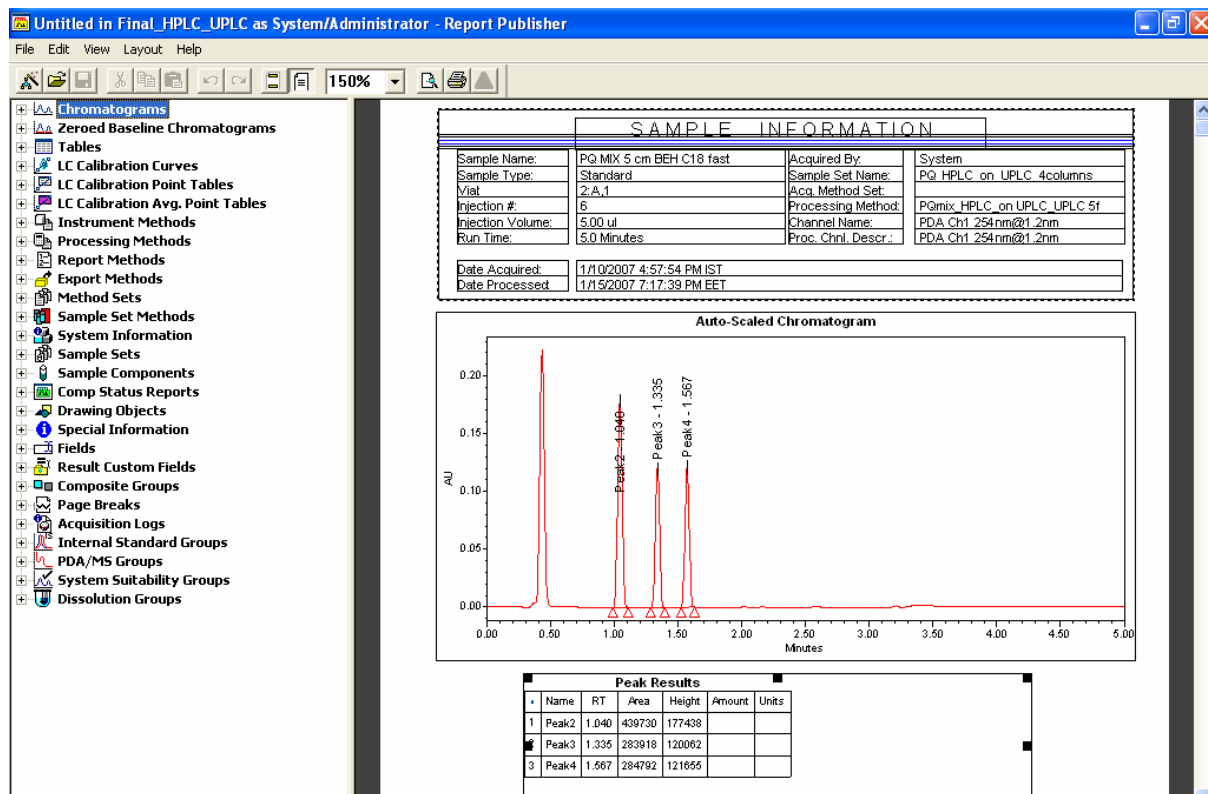 Untitled in Final_HPLC_UPLC as System/Administrator - Report Publisher
File Edit View Layout Help
150%
Chromatograms
Zeroed Baseline Chromatograms
Tables
LC Calibration Curves
LC Calibration Point Tables
LC Calibration Avg. Point Tables
Instrument Methods
Processing Methods
Report Methods
Export Methods
Method Sets
Sample Set Methods
System Information
Sample Sets
Sample Components
Comp Status Reports
Drawing Objects
Special Information
Fields
Result Custom Fields
Composite Groups
Page Breaks
Acquisition Logs
Internal Standard Groups
PDA/MS Groups
System Suitability Groups
Dissolution Groups
SAMPLE INFORMATION
Sample Name: PQ MIX 5 cm BEH C18 fast Acquired By: System
Sample Type: Standard Sample Set Name: PQ_HPLC_on_UPLC_4columns
Vial: 2:A,1 Acq. Method Set:
Injection #: 6 Processing Method: PQmix_HPLC_on UPLC_UPLC 5f
Injection Volume: 5.00 ul Channel Name: PDA Ch1 254nm@1.2nm
Run Time: 5.0 Minutes Proc. Chnl. Descr.: PDA Ch1 254nm@1.2nm
Date Acquired: 1/10/2007 4:57:54 PM IST
Date Processed: 1/15/2007 7:17:39 PM EET
Auto-Scaled Chromatogram
Peak2 - 1.040
Peak3 - 1.335
Peak4 - 1.567
AU
0.20
0.15
0.10
0.05
0.00
0.00 0.50 1.00 1.50 2.00 2.50 3.00 3.50 4.00 4.50 5.00
Minutes
Peak Results
Name RT Area Height Amount Units
1 Peak2 1.040 439730 177438
2 Peak3 1.335 283918 120062
3 Peak4 1.567 284792 121655